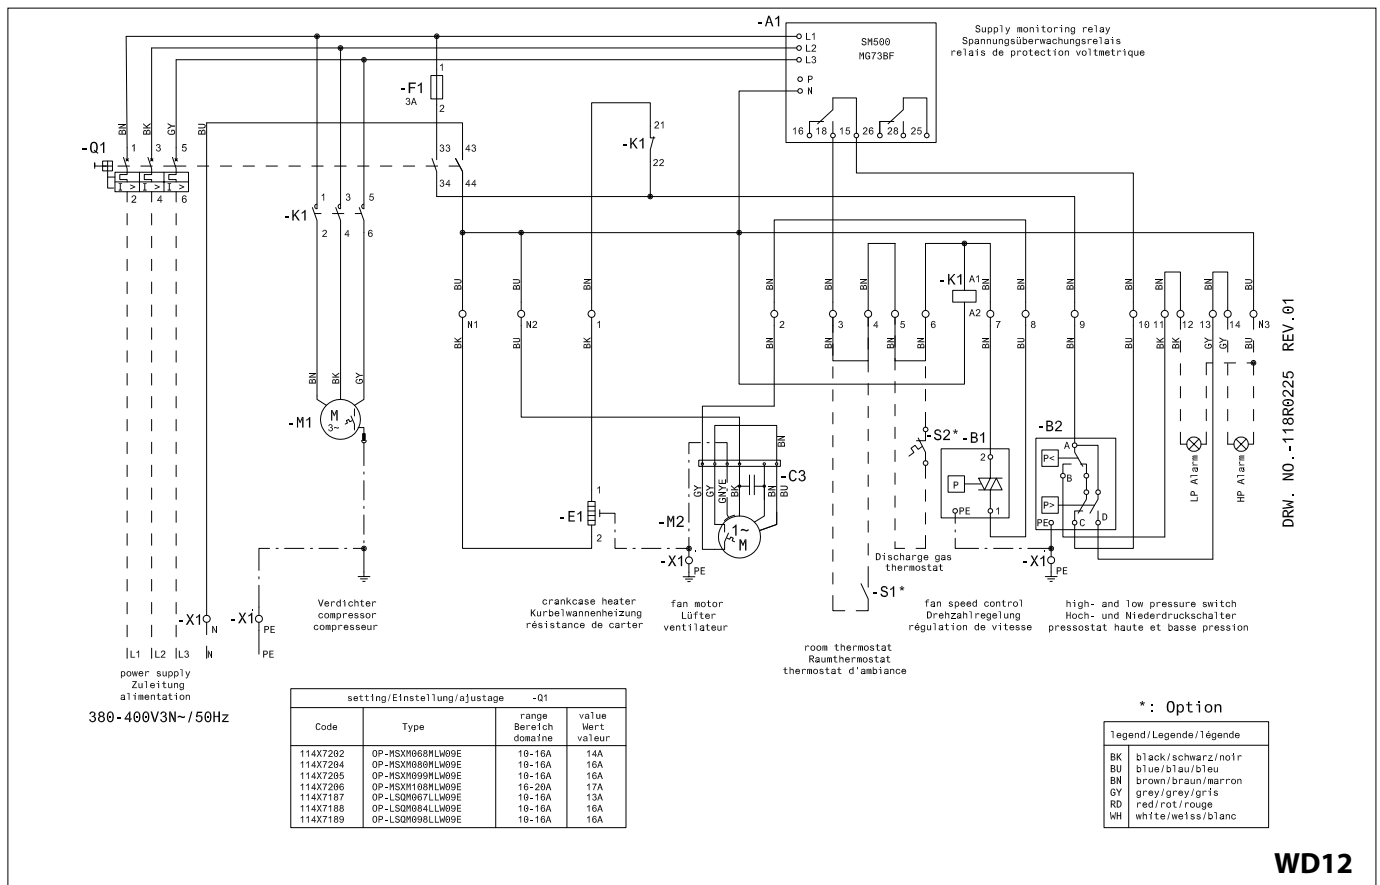 -A1
L1
L2
L3
P
N
SM500
MG73BF
16 18 15 26 28 25
Supply monitoring relay
Spannungsüberwachungsrelais
relais de protection voltmetrique
-F1
3A
1
2
BN BK GY BU
-Q1
1 3 5
I > I > I >
2 4 6
33 43
34 44
-K1
21
22
-K1
1 3 5
2 4 6
BU BU BN BN BN BN BN BN BN BN BN BN BN BN BU
-K1 A1
A2
N1 N2 1 2 3 4 5 6 7 8 9 10 11 12 13 14 N3
BK BU BK BN BN BN BN BN BN BU BN BU BK BK GY GY BU
BN BK GY
-M1
M
3~
-E1
1
2
-M2
1~
M
-C3
GY GY GNYE BK BN BU
BN
-X1
PE
-S2*
Discharge gas
thermostat
-S1*
-B1
2
P
PE 1
-B2
A
P<
B
P>
PE C D
-X1
PE
LP Alarm
HP Alarm
DRW. NO.-118R0225 REV.01
-X1 N
-X1 PE
L1 L2 L3 N PE
power supply
Zuleitung
alimentation
380-400V3N~/50Hz
Verdichter
compressor
compresseur
crankcase heater
Kurbelwannenheizung
résistance de carter
fan motor
Lüfter
ventilateur
room thermostat
Raumthermostat
thermostat d'ambiance
fan speed control
Drehzahlregelung
régulation de vitesse
high- and low pressure switch
Hoch- und Niederdruckschalter
pressostat haute et basse pression
setting/Einstellung/ajustage -Q1
Code Type range Bereich domaine value Wert valeur
114X7202 OP-MSXM068MLW09E 10-16A 14A
114X7204 OP-MSXM080MLW09E 10-16A 16A
114X7205 OP-MSXM099MLW09E 10-16A 16A
114X7206 OP-MSXM108MLW09E 16-20A 17A
114X7187 OP-LSQM067LLW09E 10-16A 13A
114X7188 OP-LSQM084LLW09E 10-16A 16A
114X7189 OP-LSQM098LLW09E 10-16A 16A
*: Option
legend/Legende/légende
BK black/schwarz/noir
BU blue/blau/bleu
BN brown/braun/marron
GY grey/grey/gris
RD red/rot/rouge
WH white/weiss/blanc
WD12